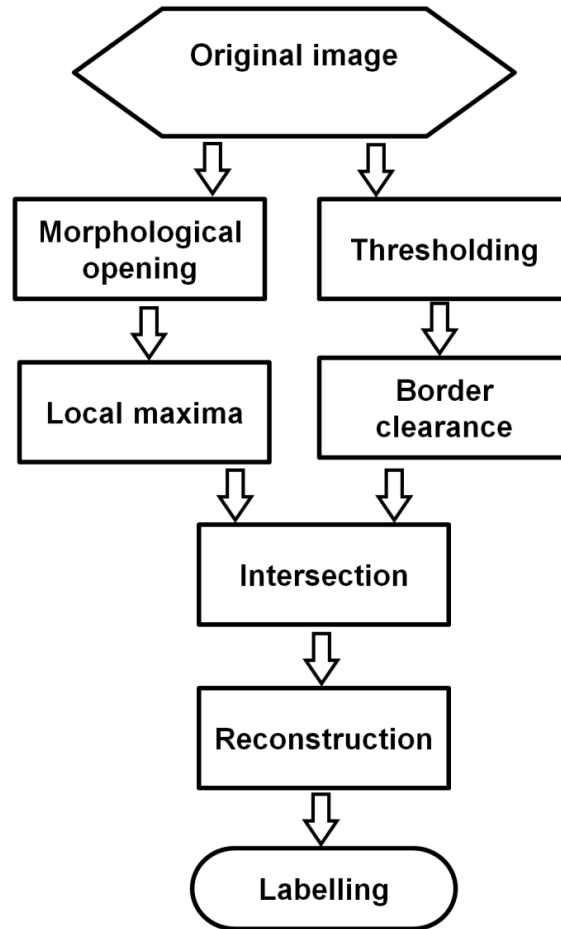 Original image
Morphological
opening
Thresholding
Local maxima
Border
clearance
Intersection
Reconstruction
Labelling